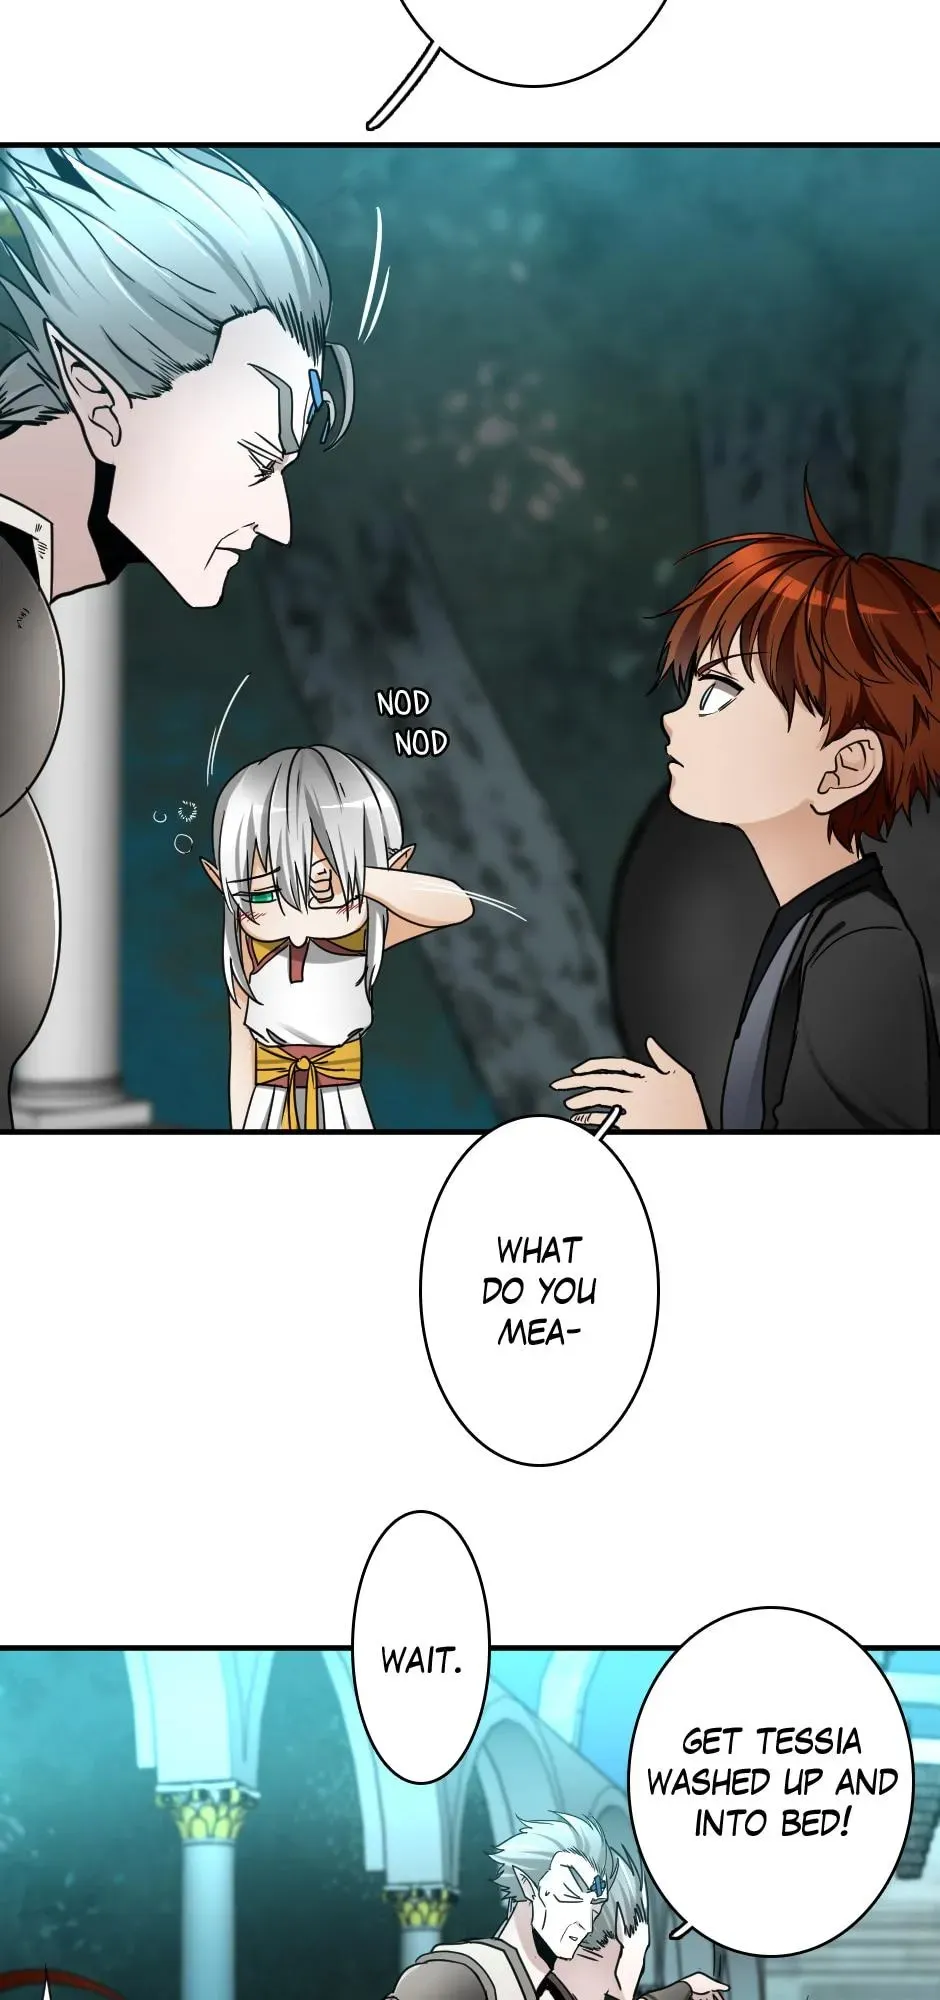 NOD
NOD
WHAT
DO YOU
MEA-
WAIT.
GET TESSIA
WASHED UP AND
INTO BED!